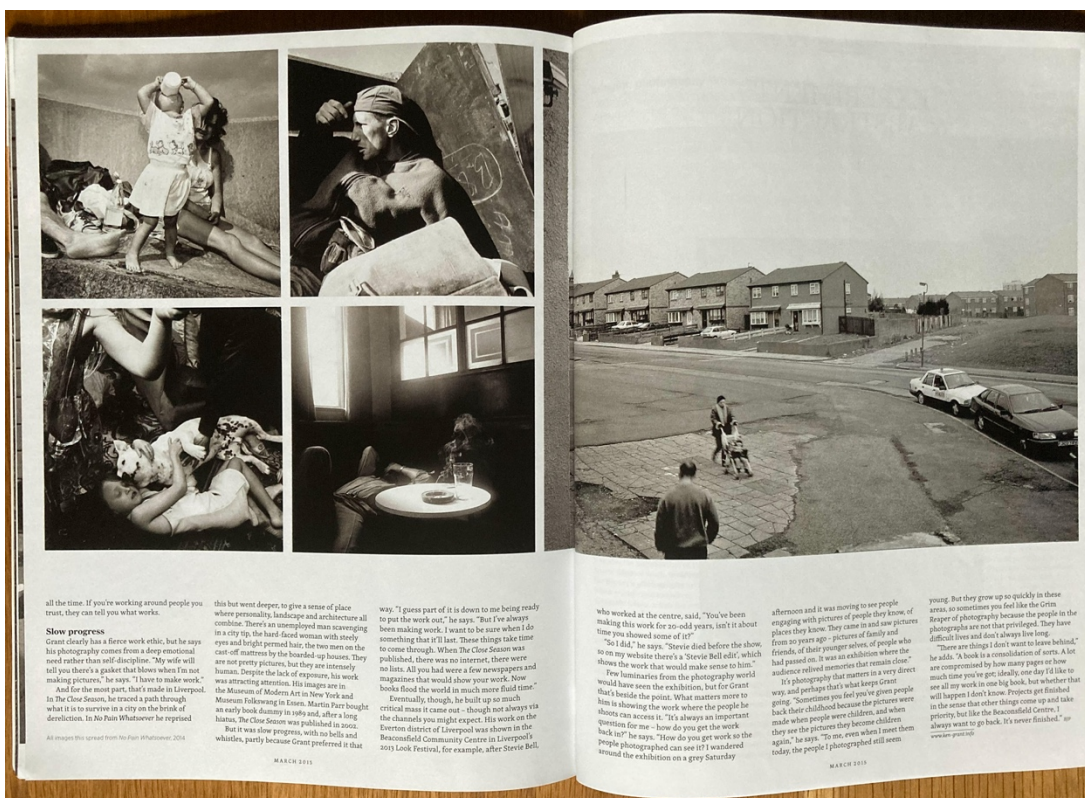 all the time. If you're working around people you
trust, they can tell you what works.
Slow progress
Grant clearly has a fierce work ethic, but he says
his photography comes from a deep emotional
need rather than self-discipline. "My wife will
tell you there's a gasket that blows when I'm not
making pictures," he says. "I have to make work."
And for the most part, that's made in Liverpool.
In The Close Season, he traced a path through
what it is to survive in a city on the brink of
dereliction. In No Pain Whatsoever he reprised
All images this spread from No Pain Whatsoever, 2014
this but went deeper, to give a sense of place
where personality, landscape and architecture all
combine. There's an unemployed man scavenging
in a city tip, the hard-faced woman with steely
eyes and bright permed hair, the two men on the
cast-off mattress by the boarded-up houses. They
are not pretty pictures, but they are intensely
human. Despite the lack of exposure, his work
was attracting attention. His images are in
the Museum of Modern Art in New York and
Museum Folkswang in Essen. Martin Parr bought
an early book dummy in 1989 and, after a long
hiatus, The Close Season was published in 2002.
But it was slow progress, with no bells and
whistles, partly because Grant preferred it that
way. "I guess part of it is down to me being ready
to put the work out," he says. "But I've always
been making work. I want to be sure when I do
something that it'll last. These things take time
to come through. When The Close Season was
published, there was no internet, there were
no lists. All you had were a few newspapers and
magazines that would show your work. Now
books flood the world in much more fluid time."
Eventually, though, he built up so much
critical mass it came out – though not always via
the channels you might expect. His work on the
Everton district of Liverpool was shown in the
Beaconsfield Community Centre in Liverpool's
2013 Look Festival, for example, after Stevie Bell,
MARCH 2015
who worked at the centre, said, "You've been
making this work for 20-odd years, isn't it about
time you showed some of it?"
"So I did," he says. "Stevie died before the show,
so on my website there's a 'Stevie Bell edit', which
shows the work that would make sense to him."
Few luminaries from the photography world
would have seen the exhibition, but for Grant
that's beside the point. What matters more to
him is showing work where the people he
shoots can access it. "It's always an important
question for me – how do you get the work
back in?" he says. "How do you get work so the
people photographed can see it? I wandered
around the exhibition on a grey Saturday
afternoon and it was moving to see people
engaging with pictures of people they know, of
places they know. They came in and saw pictures
from 20 years ago – pictures of family and
friends, of their younger selves, of people who
had passed on. It was an exhibition where the
audience relived memories that remain close."
It's photography that matters in a very direct
way, and perhaps that's what keeps Grant
going. "Sometimes you feel you've given people
back their childhood because the pictures were
made when people were children, and when
they see the pictures they become children
again," he says. "To me, even when I meet them
today, the people I photographed still seem
young. But they grow up so quickly in these
areas, so sometimes you feel like the Grim
Reaper of photography because the people in the
photographs are not that privileged. They have
difficult lives and don't always live long.
"There are things I don't want to leave behind,"
he adds. "A book is a consolidation of sorts. A lot
are compromised by how many pages or how
much time you've got; ideally, one day I'd like to
see all my work in one big book, but whether that
will happen I don't know. Projects get finished
in the sense that other things come up and take
priority, but like the Beaconsfield Centre, I
always want to go back. It's never finished." BJP
www.ken-grant.info
MARCH 2015